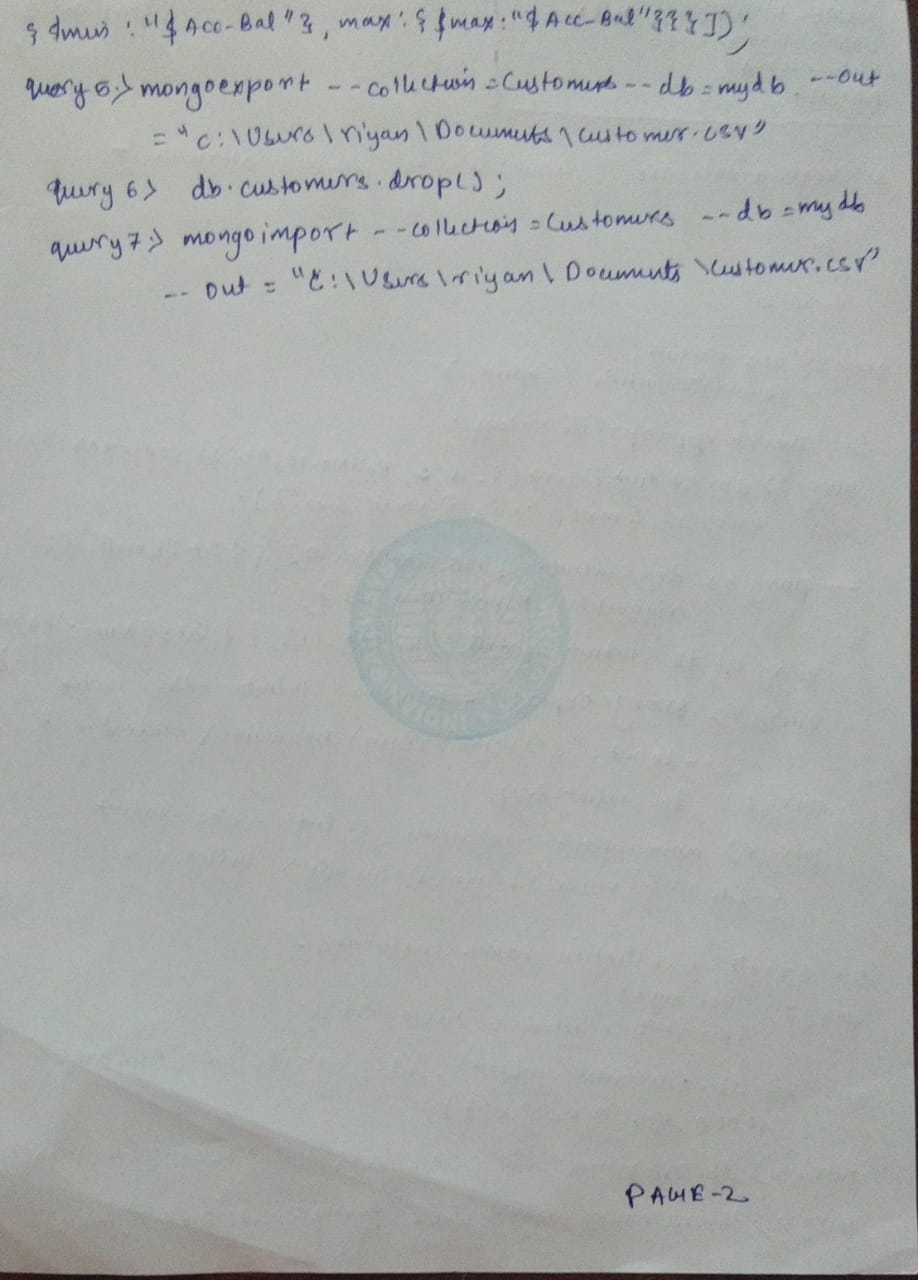 { $min : "$ Acc-Bal" }, max : { $max : "$ Acc-Bal" }}} ]);
query 5:> mongoexport --collection = Customers -- db = mydb --out
= "C:\Users\riyan\Documents\customer.csv"
query 6> db.customers.drop();
query 7:> mongoimport --collection = Customers -- db = mydb
-- out = "C:\Users\riyan\Documents\customer.csv"
PAGE-2